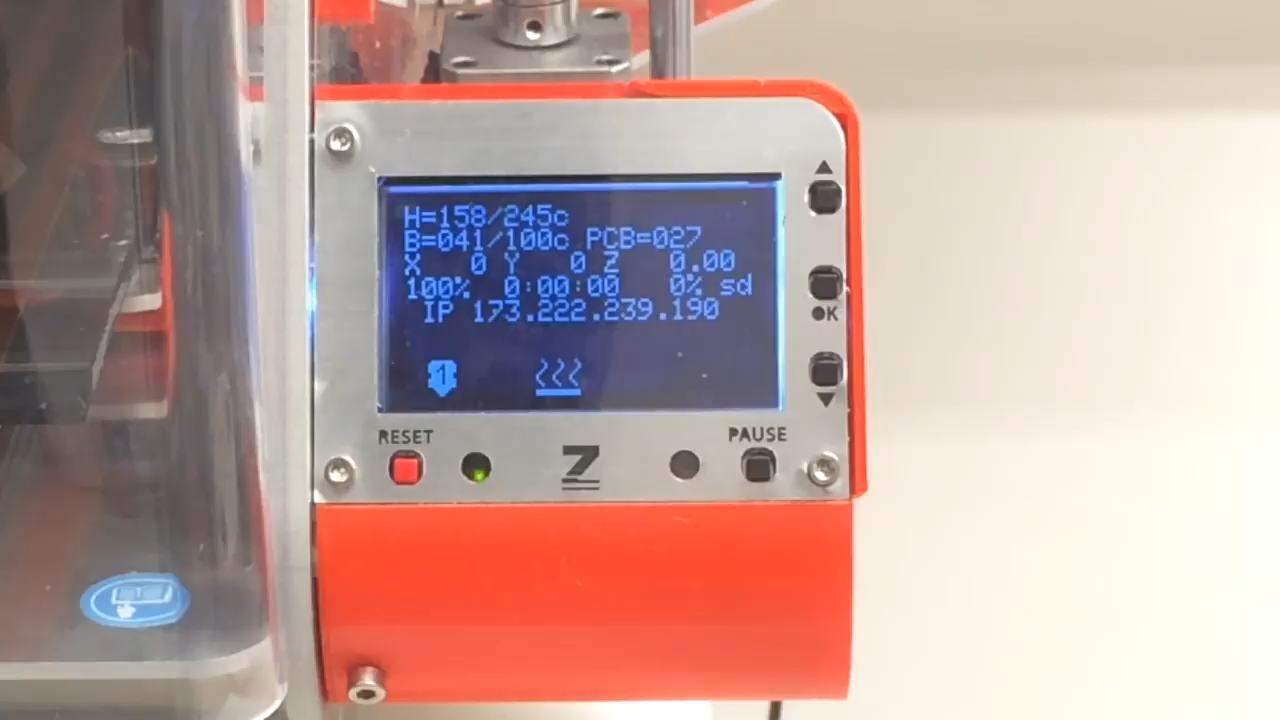 H=158/245c
B=041/100c PCB=027
X 0 Y 0 Z 0.00
100% 0:00:00 0% sd
IP 173.222.239.190
1
OK
RESET
Z
PAUSE